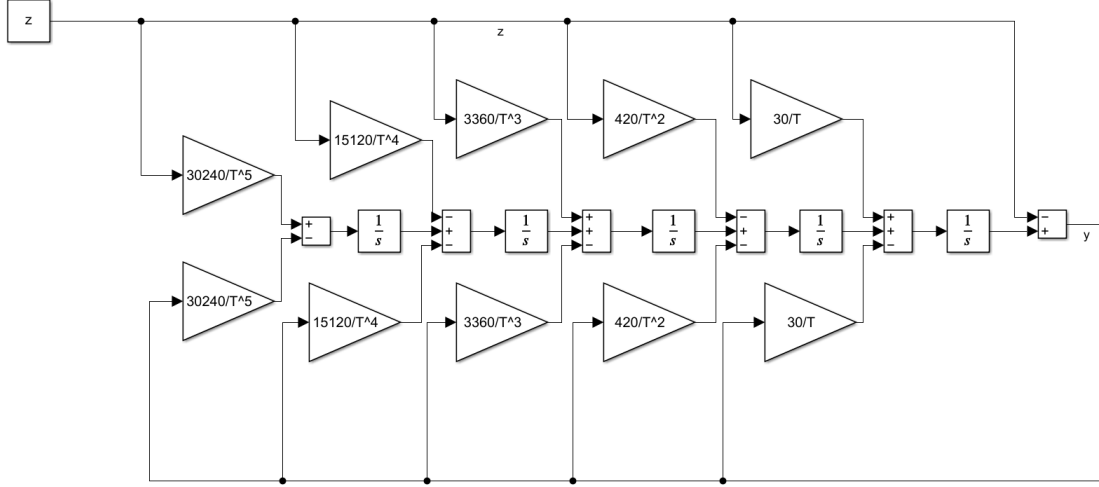 z
z
3360/T^3
420/T^2
30/T
15120/T^4
30240/T^5
+
−
1
s
−
+
−
1
s
+
+
−
1
s
−
+
−
1
s
+
+
−
1
s
−
+
y
30240/T^5
15120/T^4
3360/T^3
420/T^2
30/T